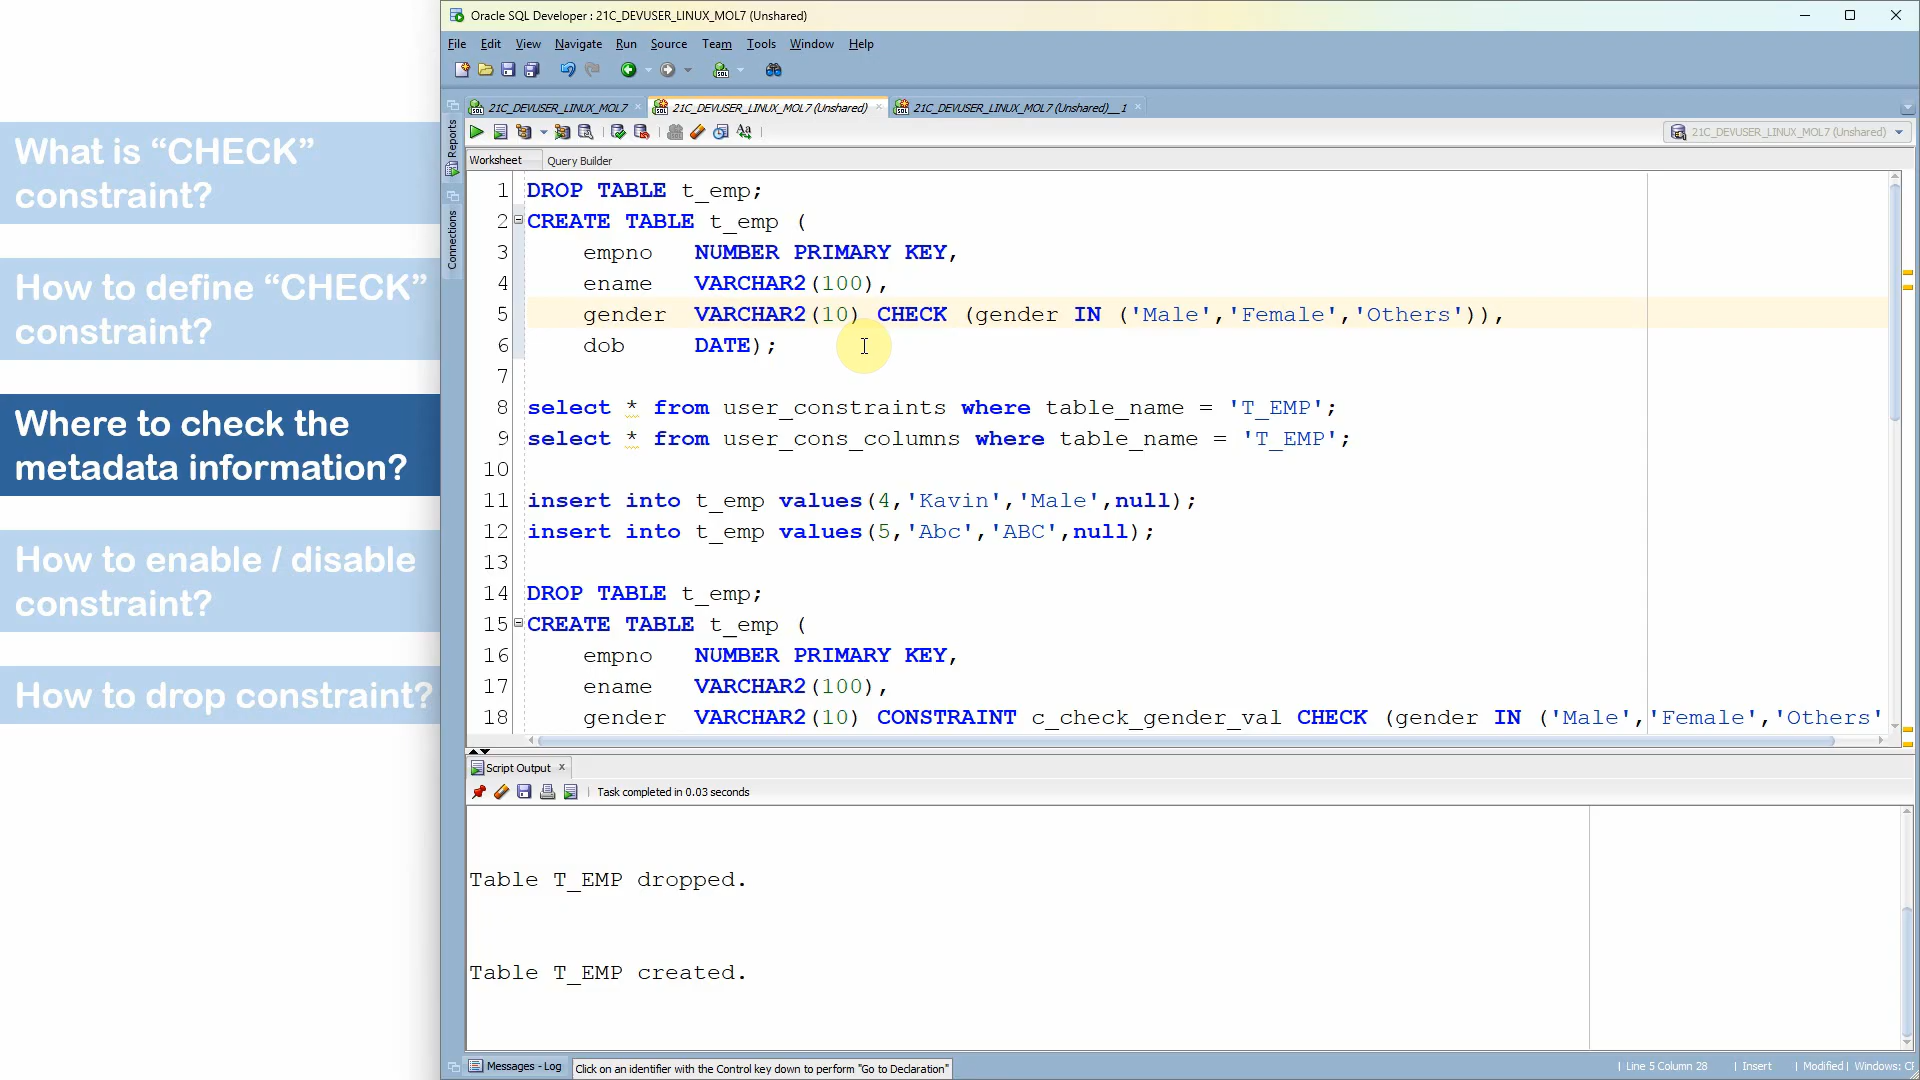 What is “CHECK”
constraint?
How to define “CHECK”
constraint?
Where to check the
metadata information?
How to enable / disable
constraint?
How to drop constraint?
Oracle SQL Developer : 21C_DEVUSER_LINUX_MOL7 (Unshared)
File Edit View Navigate Run Source Team Tools Window Help
21C_DEVUSER_LINUX_MOL7 21C_DEVUSER_LINUX_MOL7 (Unshared) 21C_DEVUSER_LINUX_MOL7 (Unshared)__1
21C_DEVUSER_LINUX_MOL7 (Unshared)
Reports
Connections
Worksheet Query Builder
1 DROP TABLE t_emp;
2 CREATE TABLE t_emp (
3 empno NUMBER PRIMARY KEY,
4 ename VARCHAR2(100),
5 gender VARCHAR2(10) CHECK (gender IN ('Male','Female','Others')),
6 dob DATE);
7
8 select * from user_constraints where table_name = 'T_EMP';
9 select * from user_cons_columns where table_name = 'T_EMP';
10
11 insert into t_emp values(4,'Kavin','Male',null);
12 insert into t_emp values(5,'Abc','ABC',null);
13
14 DROP TABLE t_emp;
15 CREATE TABLE t_emp (
16 empno NUMBER PRIMARY KEY,
17 ename VARCHAR2(100),
18 gender VARCHAR2(10) CONSTRAINT c_check_gender_val CHECK (gender IN ('Male','Female','Others'
Script Output x
Task completed in 0.03 seconds
Table T_EMP dropped.
Table T_EMP created.
Messages - Log Click on an identifier with the Control key down to perform "Go to Declaration" | Line 5 Column 28 | Insert | Modified | Windows: